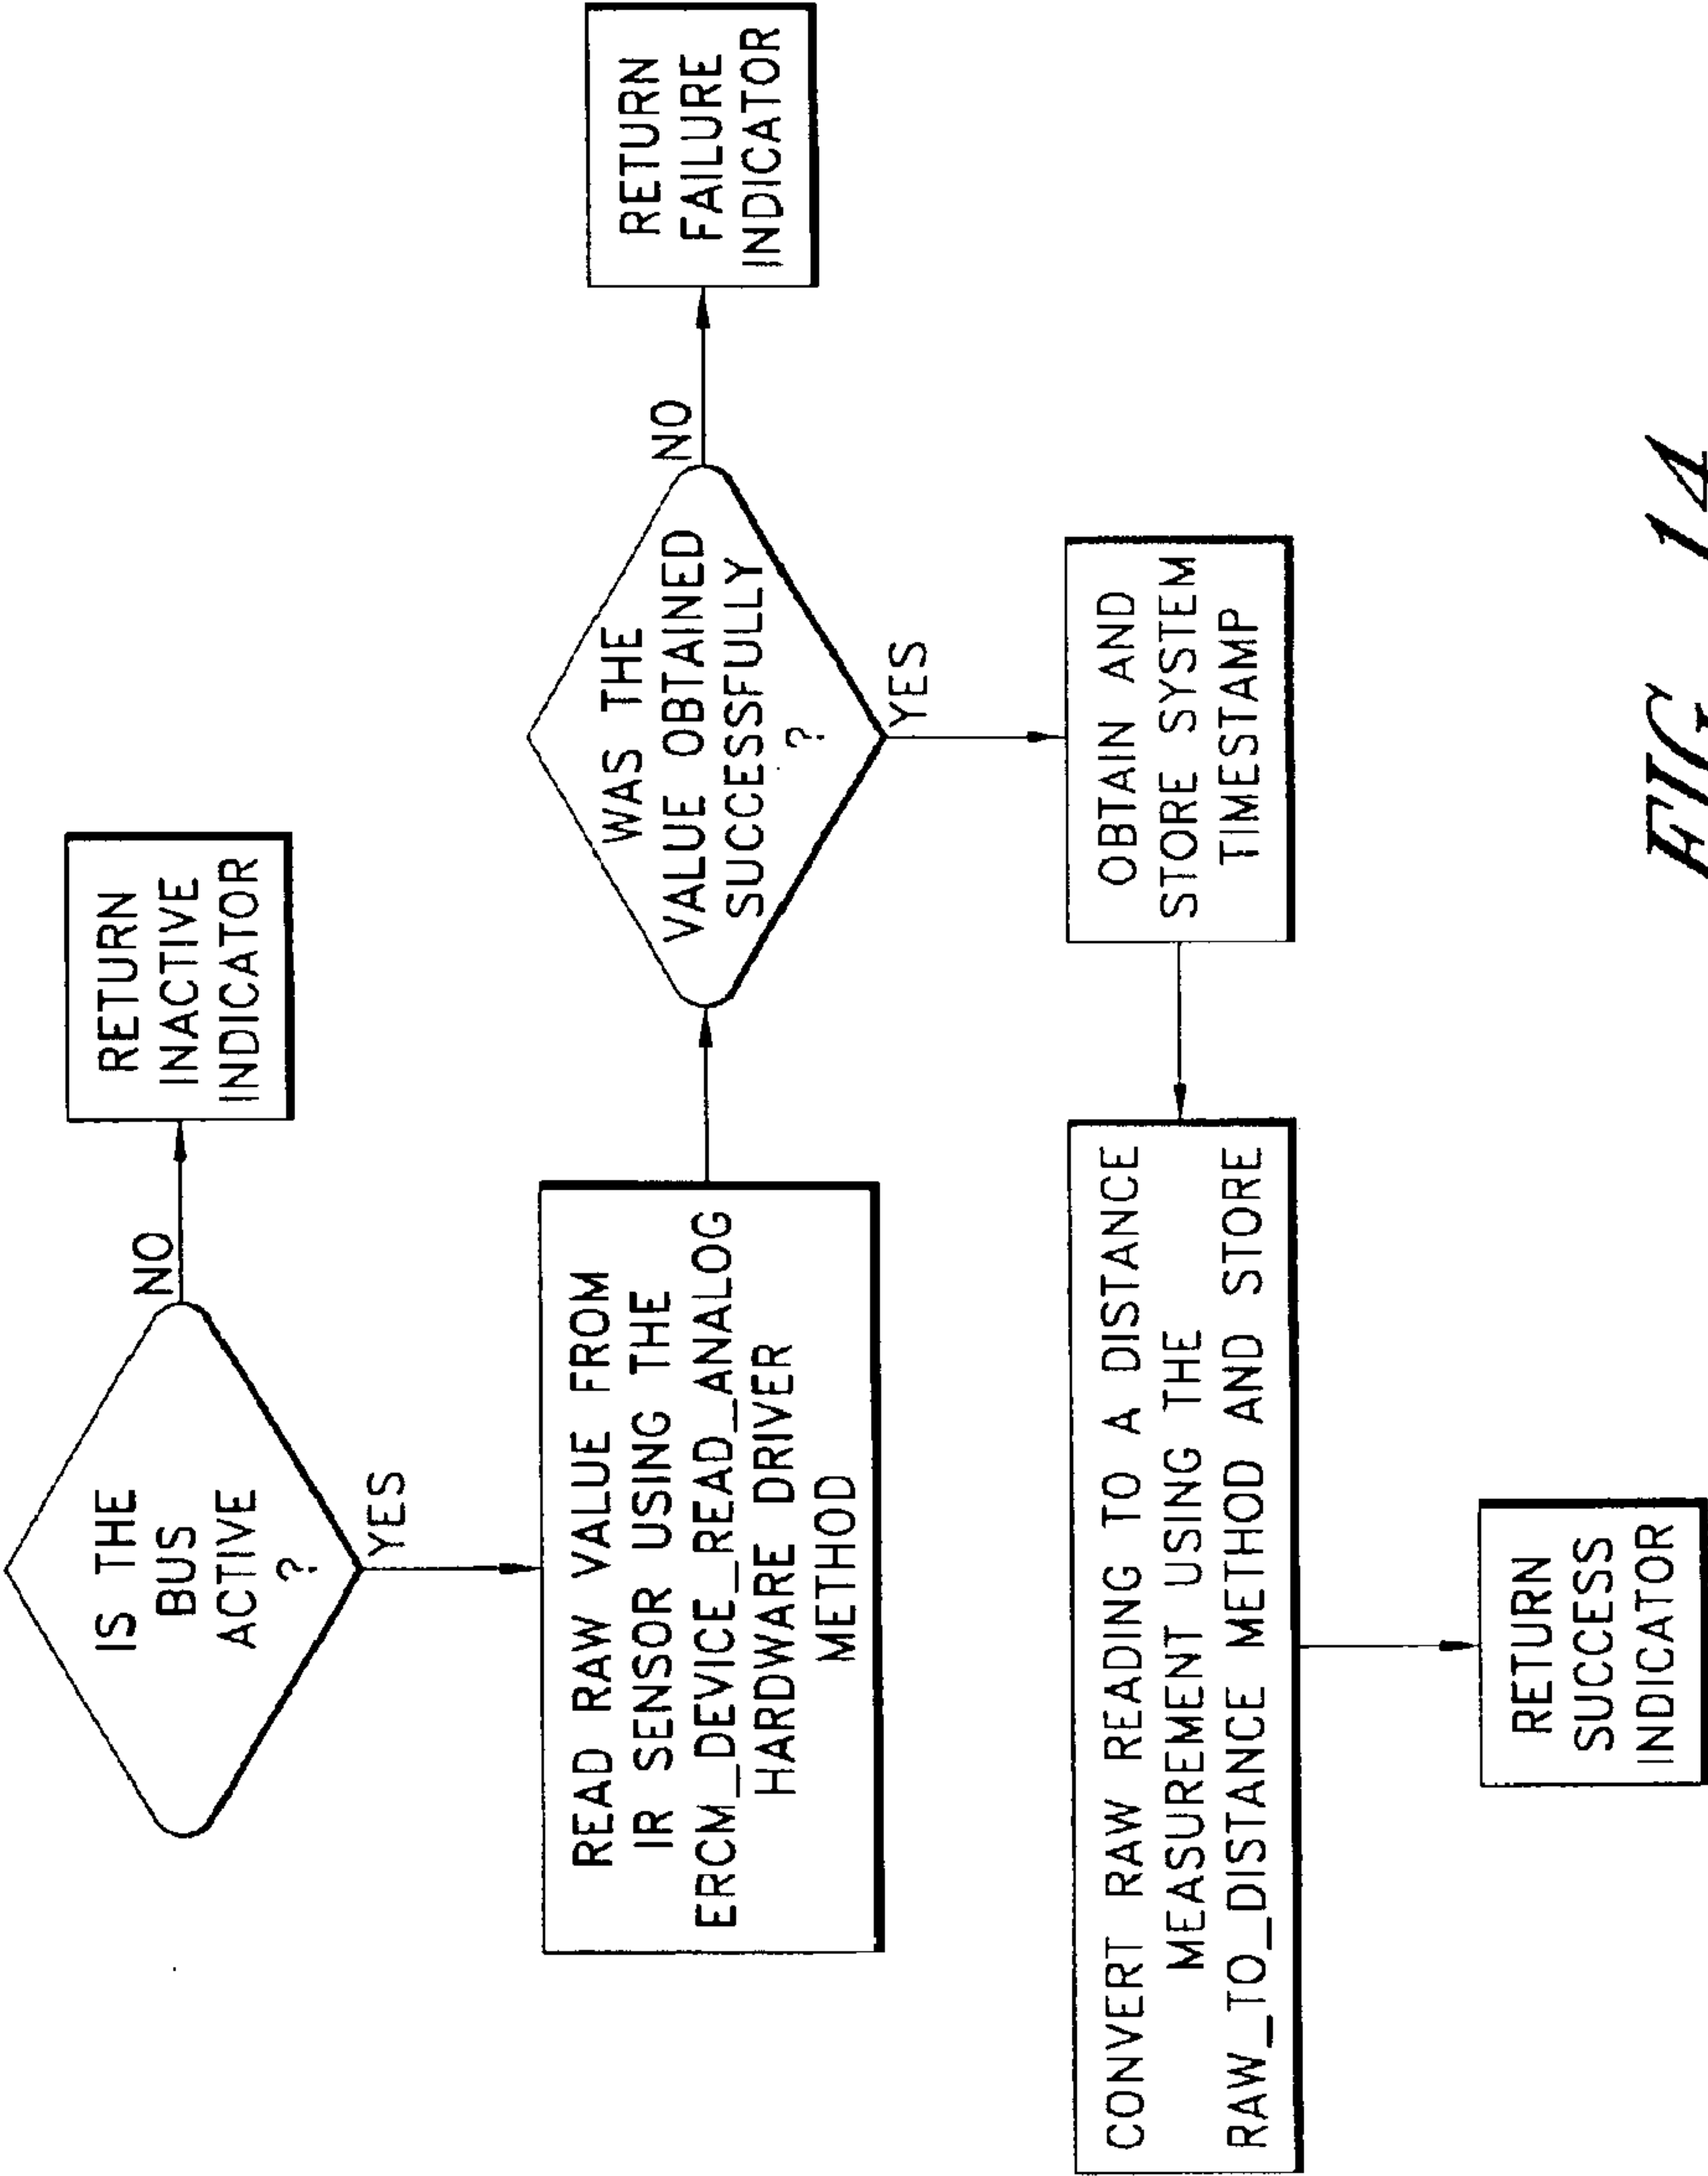 IS THE
BUS
ACTIVE
?
NO
RETURN
INACTIVE
INDICATOR
YES
READ RAW VALUE FROM
IR SENSOR USING THE
ERCM_DEVICE_READ_ANALOG
HARDWARE DRIVER
METHOD
WAS THE
VALUE OBTAINED
SUCCESSFULLY
?
NO
RETURN
FAILURE
INDICATOR
YES
OBTAIN AND
STORE SYSTEM
TIMESTAMP
CONVERT RAW READING TO A DISTANCE
MEASUREMENT USING THE
RAW_TO_DISTANCE METHOD AND STORE
RETURN
SUCCESS
INDICATOR
FIG. 14